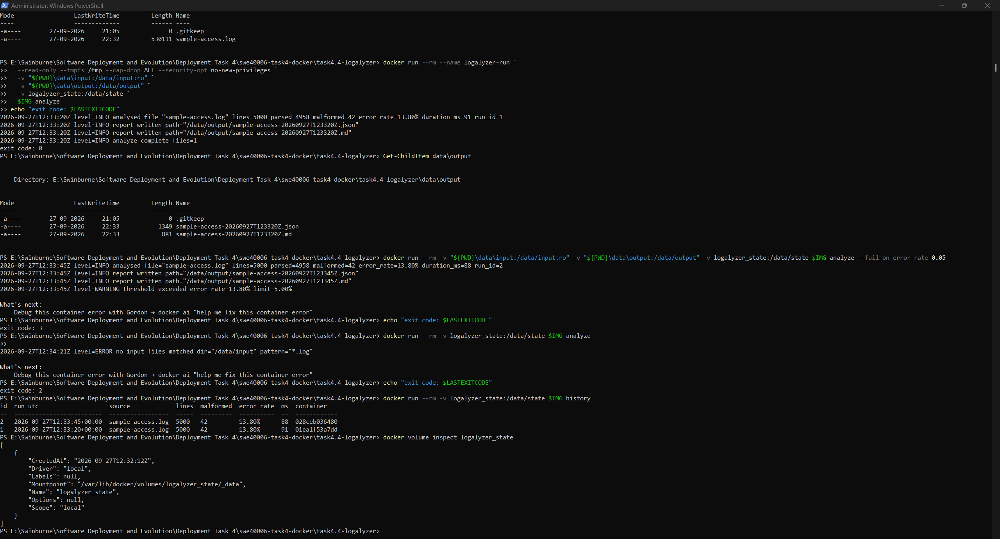 Administrator: Windows PowerShell
Mode                 LastWriteTime         Length Name
----                 -------------         ------ ----
-a----        27-09-2026     21:05              0 .gitkeep
-a----        27-09-2026     22:32         530111 sample-access.log
PS E:\Swinburne\Software Deployment and Evolution\Deployment Task 4\swe40006-task4-docker\task4.4-logalyzer> docker run --rm --name logalyzer-run `
>>   --read-only --tmpfs /tmp --cap-drop ALL --security-opt no-new-privileges `
>>   -v "${PWD}\data\input:/data/input:ro" `
>>   -v "${PWD}\data\output:/data/output" `
>>   -v logalyzer_state:/data/state `
>>   $IMG analyze
>> echo "exit code: $LASTEXITCODE"
2026-09-27T12:33:20Z level=INFO analysed file="sample-access.log" lines=5000 parsed=4958 malformed=42 error_rate=13.80% duration_ms=91 run_id=1
2026-09-27T12:33:20Z level=INFO report written path="/data/output/sample-access-20260927T123320Z.json"
2026-09-27T12:33:20Z level=INFO report written path="/data/output/sample-access-20260927T123320Z.md"
2026-09-27T12:33:20Z level=INFO analyze complete files=1
exit code: 0
PS E:\Swinburne\Software Deployment and Evolution\Deployment Task 4\swe40006-task4-docker\task4.4-logalyzer> Get-ChildItem data\output
    Directory: E:\Swinburne\Software Deployment and Evolution\Deployment Task 4\swe40006-task4-docker\task4.4-logalyzer\data\output
Mode                 LastWriteTime         Length Name
----                 -------------         ------ ----
-a----        27-09-2026     21:05              0 .gitkeep
-a----        27-09-2026     22:33           1349 sample-access-20260927T123320Z.json
-a----        27-09-2026     22:33            881 sample-access-20260927T123320Z.md
PS E:\Swinburne\Software Deployment and Evolution\Deployment Task 4\swe40006-task4-docker\task4.4-logalyzer> docker run --rm -v "${PWD}\data\input:/data/input:ro" -v "${PWD}\data\output:/data/output" -v logalyzer_state:/data/state $IMG analyze --fail-on-error-rate 0.05
2026-09-27T12:33:45Z level=INFO analysed file="sample-access.log" lines=5000 parsed=4958 malformed=42 error_rate=13.80% duration_ms=88 run_id=2
2026-09-27T12:33:45Z level=INFO report written path="/data/output/sample-access-20260927T123345Z.json"
2026-09-27T12:33:45Z level=INFO report written path="/data/output/sample-access-20260927T123345Z.md"
2026-09-27T12:33:45Z level=WARNING threshold exceeded error_rate=13.80% limit=5.00%
What's next:
    Debug this container error with Gordon → docker ai "help me fix this container error"
PS E:\Swinburne\Software Deployment and Evolution\Deployment Task 4\swe40006-task4-docker\task4.4-logalyzer> echo "exit code: $LASTEXITCODE"
exit code: 3
PS E:\Swinburne\Software Deployment and Evolution\Deployment Task 4\swe40006-task4-docker\task4.4-logalyzer> docker run --rm -v logalyzer_state:/data/state $IMG analyze
>>
2026-09-27T12:34:21Z level=ERROR no input files matched dir="/data/input" pattern="*.log"
What's next:
    Debug this container error with Gordon → docker ai "help me fix this container error"
PS E:\Swinburne\Software Deployment and Evolution\Deployment Task 4\swe40006-task4-docker\task4.4-logalyzer> echo "exit code: $LASTEXITCODE"
exit code: 2
PS E:\Swinburne\Software Deployment and Evolution\Deployment Task 4\swe40006-task4-docker\task4.4-logalyzer> docker run --rm -v logalyzer_state:/data/state $IMG history
id  run_utc                    source             lines  malformed  error_rate  ms  container
--  -------------------------  -----------------  -----  ---------  ----------  --  ------------
2   2026-09-27T12:33:45+00:00  sample-access.log  5000   42         13.80%      88  028ceb036480
1   2026-09-27T12:33:20+00:00  sample-access.log  5000   42         13.80%      91  01ea1f53a7dd
PS E:\Swinburne\Software Deployment and Evolution\Deployment Task 4\swe40006-task4-docker\task4.4-logalyzer> docker volume inspect logalyzer_state
[
    {
        "CreatedAt": "2026-09-27T12:32:12Z",
        "Driver": "local",
        "Labels": null,
        "Mountpoint": "/var/lib/docker/volumes/logalyzer_state/_data",
        "Name": "logalyzer_state",
        "Options": null,
        "Scope": "local"
    }
]
PS E:\Swinburne\Software Deployment and Evolution\Deployment Task 4\swe40006-task4-docker\task4.4-logalyzer>